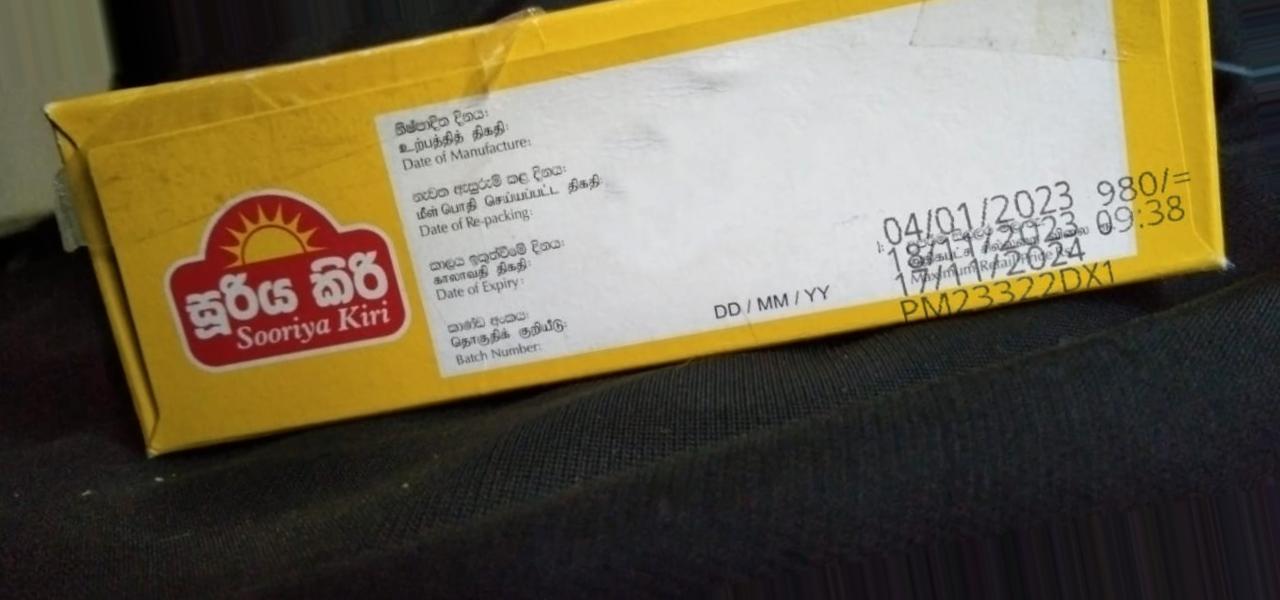 සූරිය කිරි
Sooriya Kiri
නිෂ්පාදිත දිනය:
உற்பத்தித் திகதி:
Date of Manufacture:
නැවත ඇසුරුම් කළ දිනය:
மீள் பொதி செய்யப்பட்ட திகதி:
Date of Re-packing:
කාලය ඉකුත්වීමේ දිනය:
காலாவதி திகதி:
Date of Expiry:
කාණ්ඩ අංකය:
தொகுதிக் குறியீடு:
Batch Number:
DD / MM / YY
04/01/2023 980/=
18/11/2023 09:38
17/11/2024
Maximum Retail Price
PM23322DX1